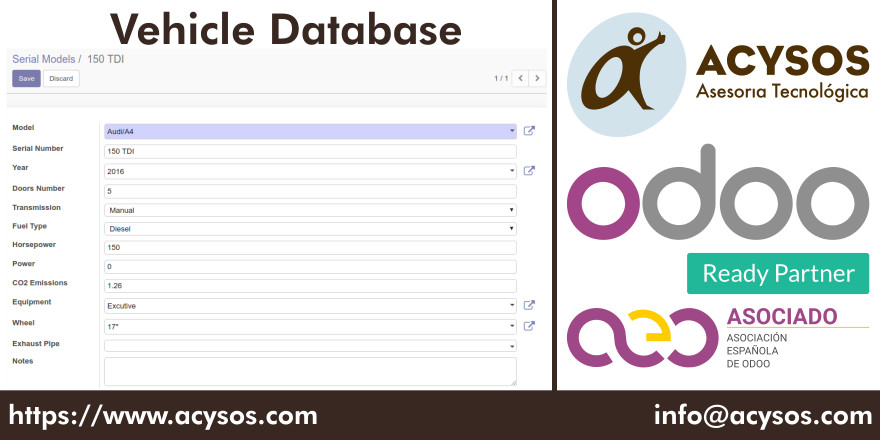 Vehicle Database
Serial Models / 150 TDI
Save Discard 1 / 1
Model Audi/A4
Serial Number 150 TDI
Year 2016
Doors Number 5
Transmission Manual
Fuel Type Diesel
Horsepower 150
Power 0
CO2 Emissions 1.26
Equipment Excutive
Wheel 17"
Exhaust Pipe
Notes
ACYSOS
Asesoría Tecnológica
odoo
Ready Partner
aeo
ASOCIADO
ASOCIACIÓN
ESPAÑOLA
DE ODOO
https://www.acysos.com
info@acysos.com